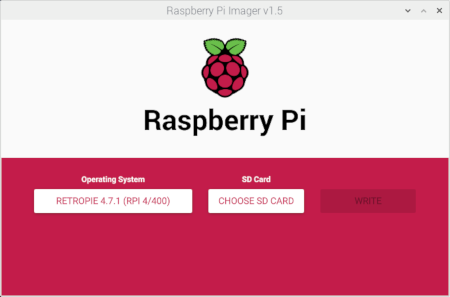 Raspberry Pi Imager v1.5
Raspberry Pi
Operating System SD Card
RETROPIE 4.7.1 (RPI 4/400) CHOOSE SD CARD WRITE